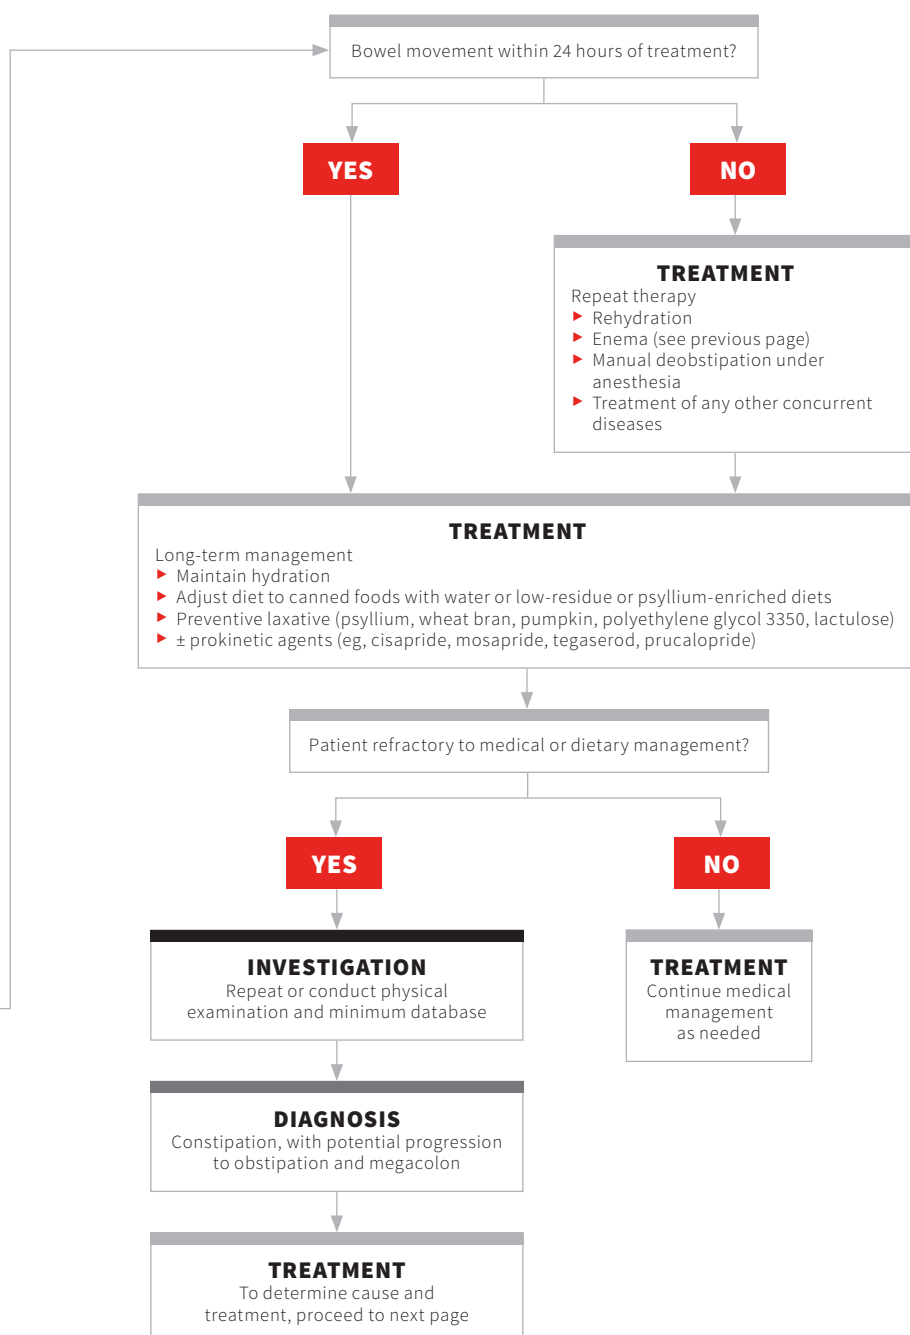 Bowel movement within 24 hours of treatment?
YES
NO
TREATMENT
Repeat therapy
► Rehydration
► Enema (see previous page)
► Manual deobstipation under
anesthesia
► Treatment of any other concurrent
diseases
TREATMENT
Long-term management
► Maintain hydration
► Adjust diet to canned foods with water or low-residue or psyllium-enriched diets
► Preventive laxative (psyllium, wheat bran, pumpkin, polyethylene glycol 3350, lactulose)
► ± prokinetic agents (eg, cisapride, mosapride, tegaserod, prucalopride)
Patient refractory to medical or dietary management?
YES
NO
INVESTIGATION
Repeat or conduct physical
examination and minimum database
TREATMENT
Continue medical
management
as needed
DIAGNOSIS
Constipation, with potential progression
to obstipation and megacolon
TREATMENT
To determine cause and
treatment, proceed to next page